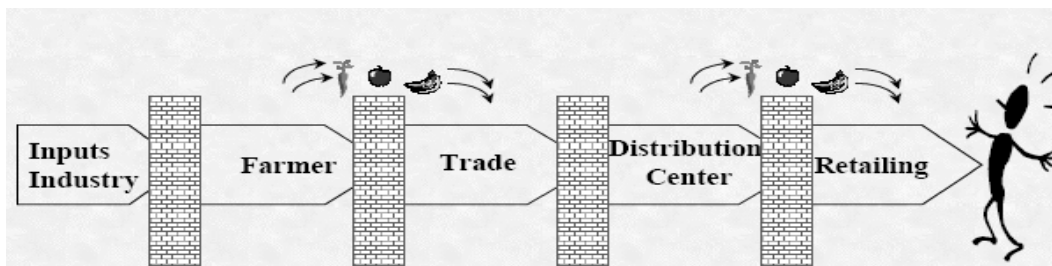 Inputs
Industry
Farmer
Trade
Distribution
Center
Retailing